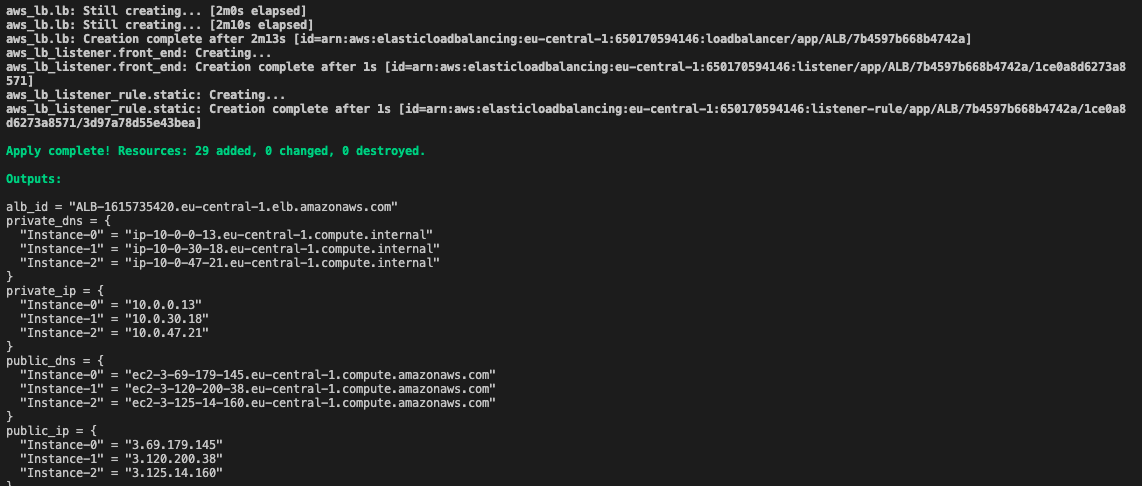 aws_lb.lb: Still creating... [2m0s elapsed]
aws_lb.lb: Still creating... [2m10s elapsed]
aws_lb.lb: Creation complete after 2m13s [id=arn:aws:elasticloadbalancing:eu-central-1:650170594146:loadbalancer/app/ALB/7b4597b668b4742a]
aws_lb_listener.front_end: Creating...
aws_lb_listener.front_end: Creation complete after 1s [id=arn:aws:elasticloadbalancing:eu-central-1:650170594146:listener/app/ALB/7b4597b668b4742a/1ce0a8d6273a8
571]
aws_lb_listener_rule.static: Creating...
aws_lb_listener_rule.static: Creation complete after 1s [id=arn:aws:elasticloadbalancing:eu-central-1:650170594146:listener-rule/app/ALB/7b4597b668b4742a/1ce0a8
d6273a8571/3d97a78d55e43bea]
Apply complete! Resources: 29 added, 0 changed, 0 destroyed.
Outputs:
alb_id = "ALB-1615735420.eu-central-1.elb.amazonaws.com"
private_dns = {
  "Instance-0" = "ip-10-0-0-13.eu-central-1.compute.internal"
  "Instance-1" = "ip-10-0-30-18.eu-central-1.compute.internal"
  "Instance-2" = "ip-10-0-47-21.eu-central-1.compute.internal"
}
private_ip = {
  "Instance-0" = "10.0.0.13"
  "Instance-1" = "10.0.30.18"
  "Instance-2" = "10.0.47.21"
}
public_dns = {
  "Instance-0" = "ec2-3-69-179-145.eu-central-1.compute.amazonaws.com"
  "Instance-1" = "ec2-3-120-200-38.eu-central-1.compute.amazonaws.com"
  "Instance-2" = "ec2-3-125-14-160.eu-central-1.compute.amazonaws.com"
}
public_ip = {
  "Instance-0" = "3.69.179.145"
  "Instance-1" = "3.120.200.38"
  "Instance-2" = "3.125.14.160"
}